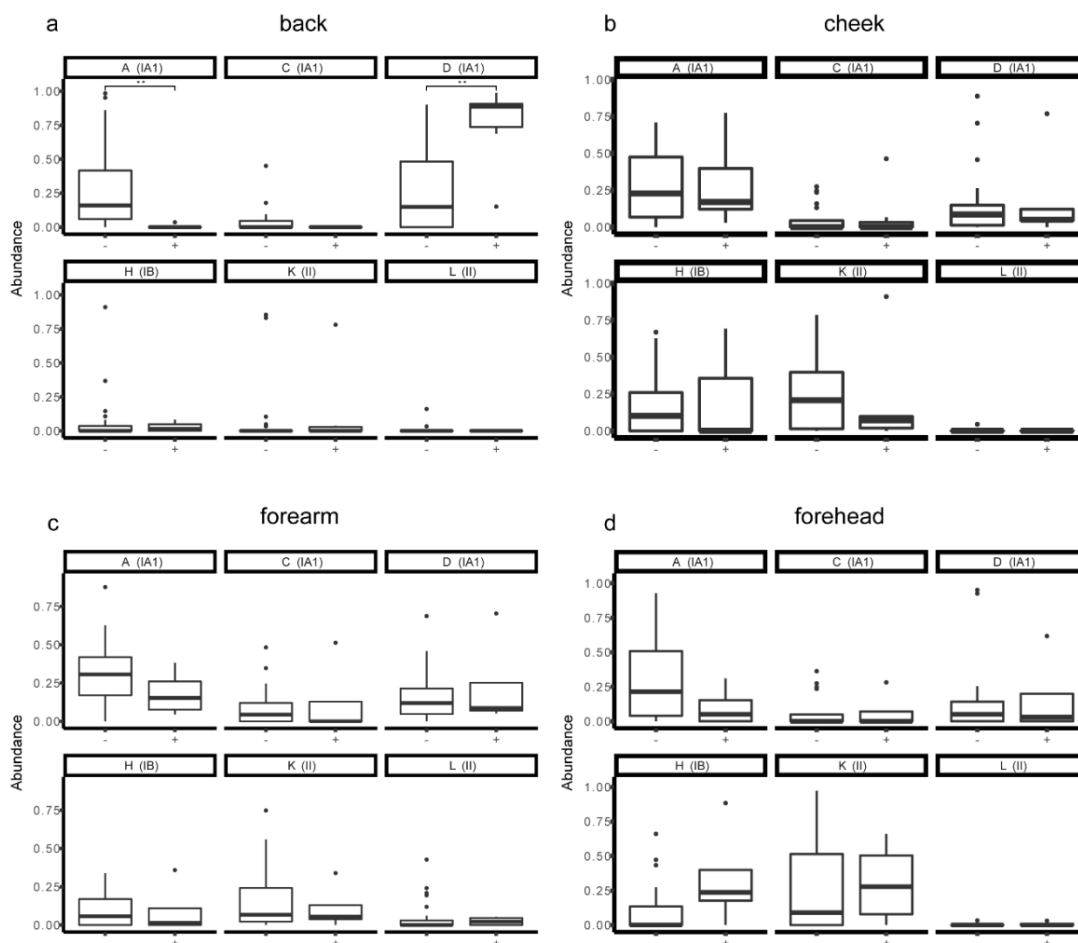 a back
A (IA1) C (IA1) D (IA1)
** **
1.00
0.75
0.50
0.25
0.00
- + - + - +
Abundance
H (IB) K (II) L (II)
1.00
0.75
0.50
0.25
0.00
- + - + - +
Abundance
b cheek
A (IA1) C (IA1) D (IA1)
1.00
0.75
0.50
0.25
0.00
- + - + - +
Abundance
H (IB) K (II) L (II)
1.00
0.75
0.50
0.25
0.00
- + - + - +
Abundance
c forearm
A (IA1) C (IA1) D (IA1)
0.75
0.50
0.25
0.00
- + - + - +
Abundance
H (IB) K (II) L (II)
0.75
0.50
0.25
0.00
- + - + - +
Abundance
d forehead
A (IA1) C (IA1) D (IA1)
1.00
0.75
0.50
0.25
0.00
- + - + - +
Abundance
H (IB) K (II) L (II)
1.00
0.75
0.50
0.25
0.00
- + - + - +
Abundance